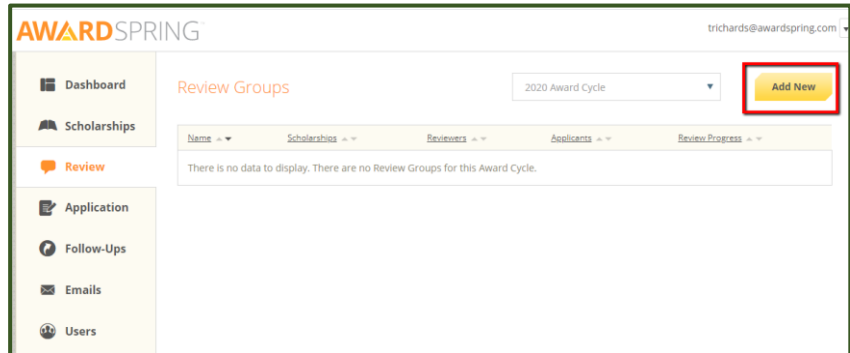 AWARDSPRING
trichards@awardspring.com
Dashboard
Scholarships
Review
Application
Follow-Ups
Emails
Users
Review Groups
2020 Award Cycle
Add New
Name Scholarships Reviewers Applicants Review Progress
There is no data to display. There are no Review Groups for this Award Cycle.